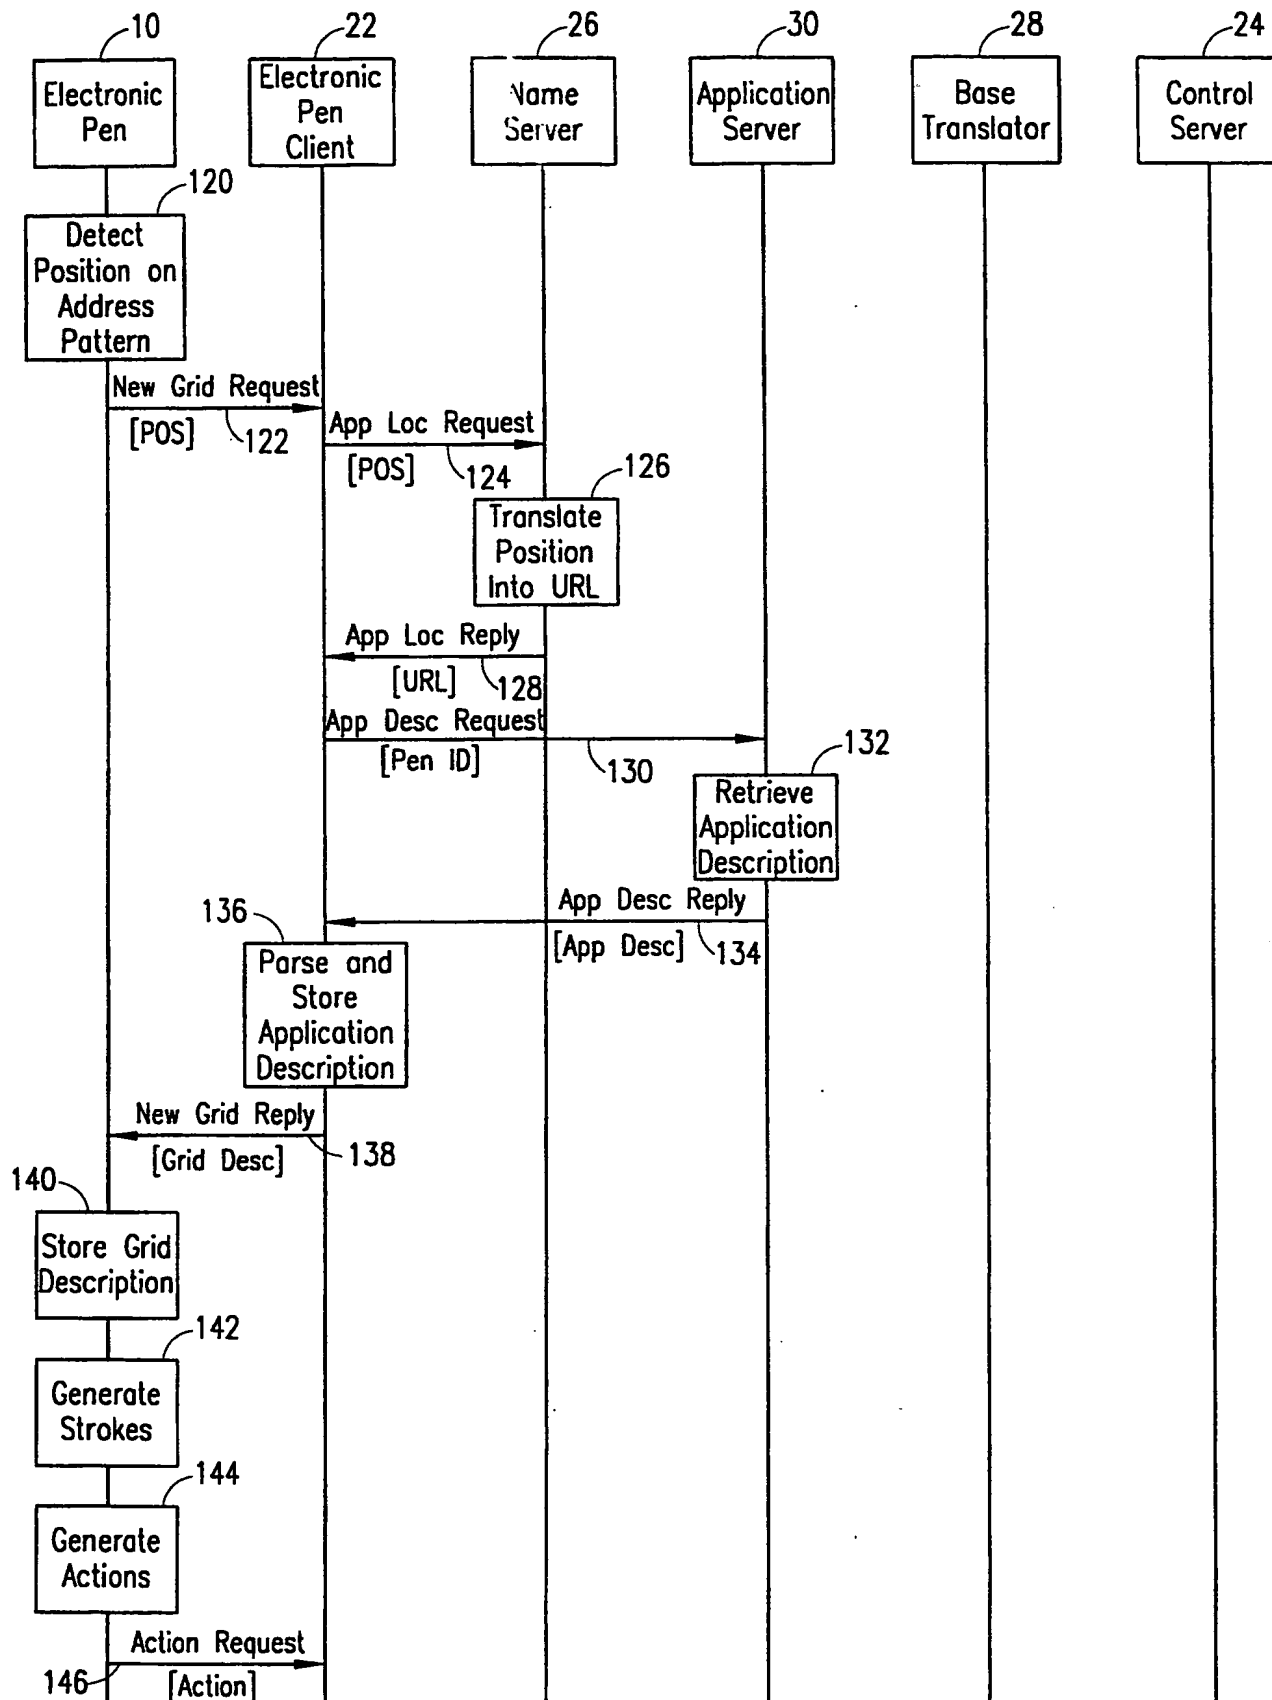 10
22
26
30
28
24
Electronic
Pen
Electronic
Pen
Client
Name
Server
Application
Server
Base
Translator
Control
Server
120
Detect
Position on
Address
Pattern
New Grid Request
[POS]
122
App Loc Request
[POS]
124
126
Translate
Position
Into URL
App Loc Reply
[URL]
128
App Desc Request
[Pen ID]
130
132
Retrieve
Application
Description
App Desc Reply
[App Desc]
134
136
Parse and
Store
Application
Description
New Grid Reply
[Grid Desc]
138
140
Store Grid
Description
142
Generate
Strokes
144
Generate
Actions
Action Request
146
[Action]